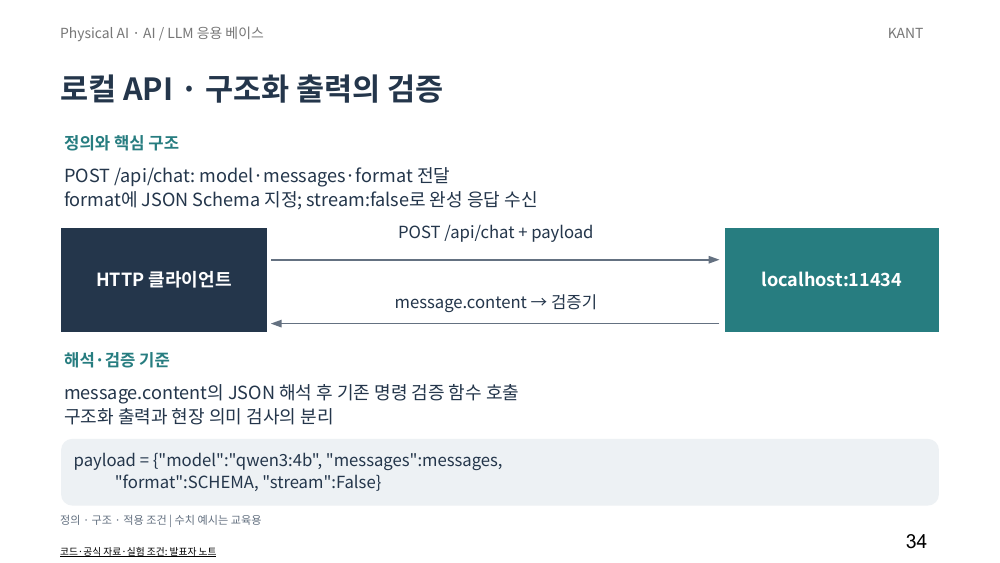 Physical AI · AI / LLM 응용 베이스
KANT
로컬 API · 구조화 출력의 검증
정의와 핵심 구조
POST /api/chat: model·messages·format 전달
format에 JSON Schema 지정; stream:false로 완성 응답 수신
POST /api/chat + payload
HTTP 클라이언트
localhost:11434
message.content → 검증기
해석·검증 기준
message.content의 JSON 해석 후 기존 명령 검증 함수 호출
구조화 출력과 현장 의미 검사의 분리
payload = {"model":"qwen3:4b", "messages":messages,
"format":SCHEMA, "stream":False}
정의 · 구조 · 적용 조건 | 수치 예시는 교육용
코드·공식 자료·실험 조건: 발표자 노트
34